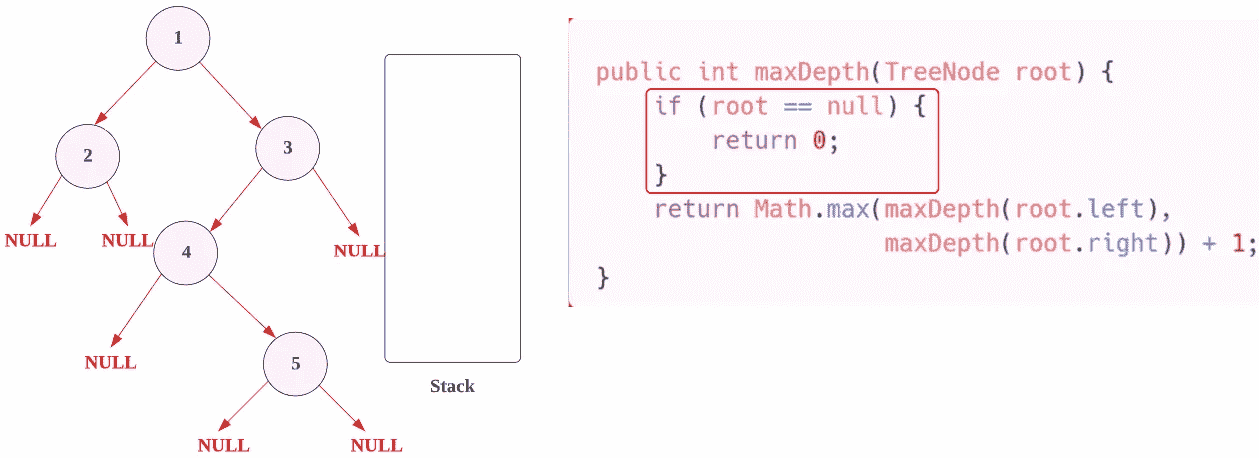 1
2
3
NULL
NULL
4
NULL
NULL
5
NULL
NULL
Stack
public int maxDepth(TreeNode root) {
if (root == null) {
return 0;
}
return Math.max(maxDepth(root.left),
maxDepth(root.right)) + 1;
}